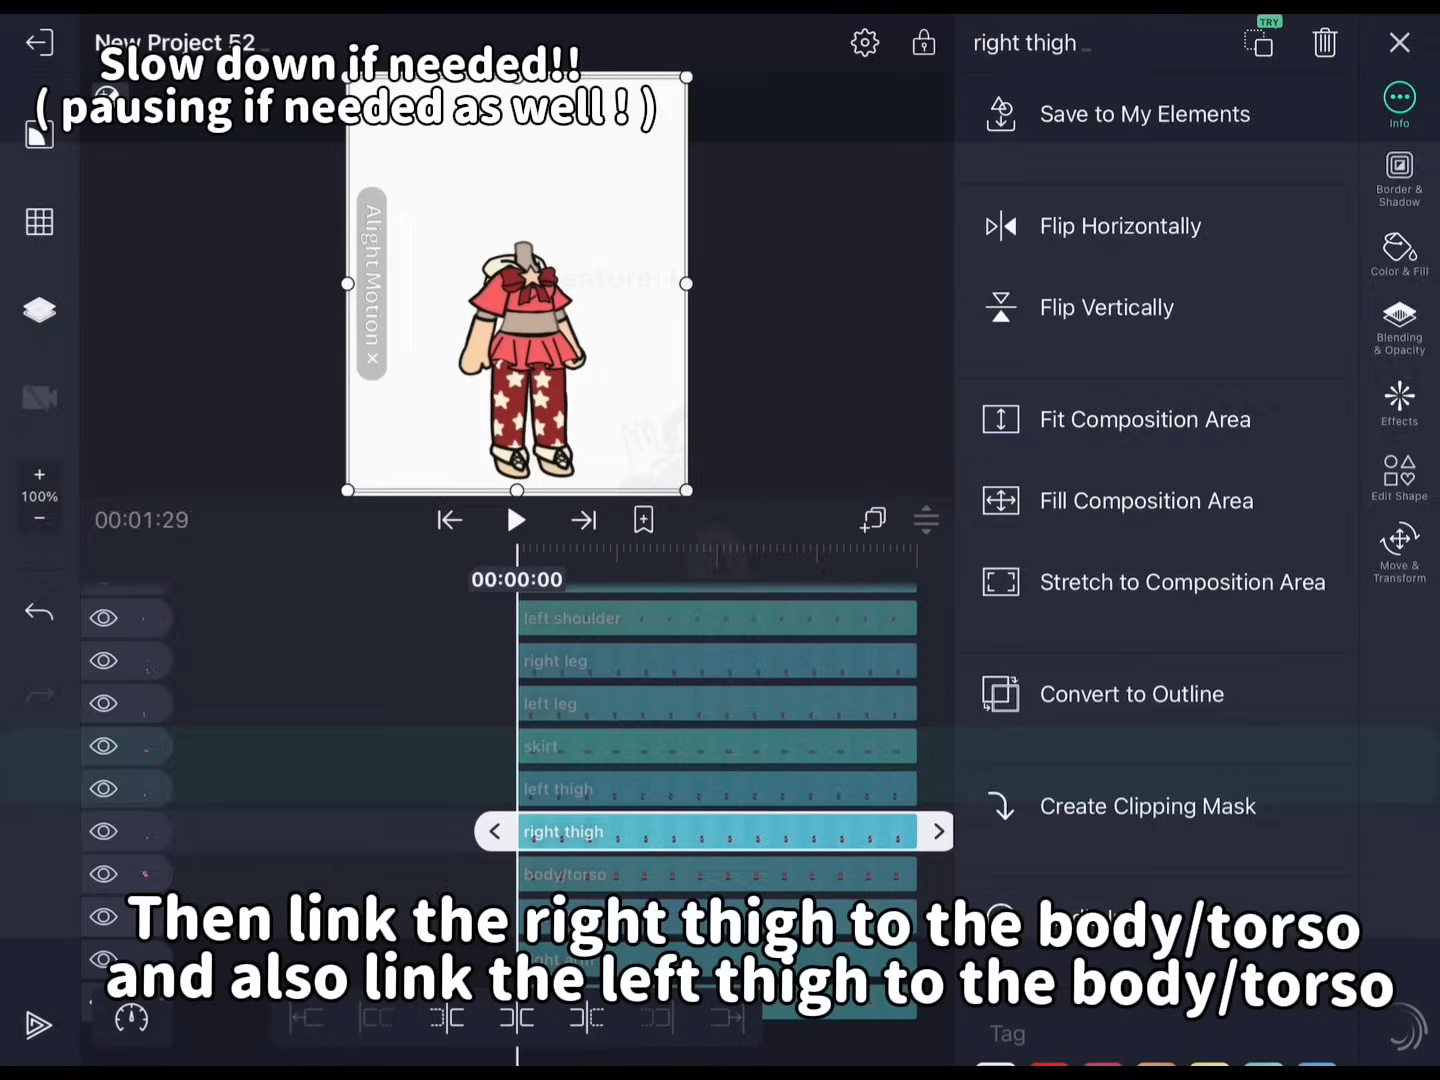 New Project 52
right thigh
TRY
Slow down if needed!!
( pausing if needed as well ! )
Save to My Elements
Info
Flip Horizontally
Border &
Shadow
Alight Motion ×
Color & Fill
Flip Vertically
Blending
& Opacity
Fit Composition Area
Effects
+
100%
−
Fill Composition Area
Edit Shape
00:01:29
Move &
Transform
00:00:00
Stretch to Composition Area
left shoulder
right leg
left leg
Convert to Outline
skirt
left thigh
Create Clipping Mask
right thigh
body/torso
Then link the right thigh to the body/torso
and also link the left thigh to the body/torso
Tag